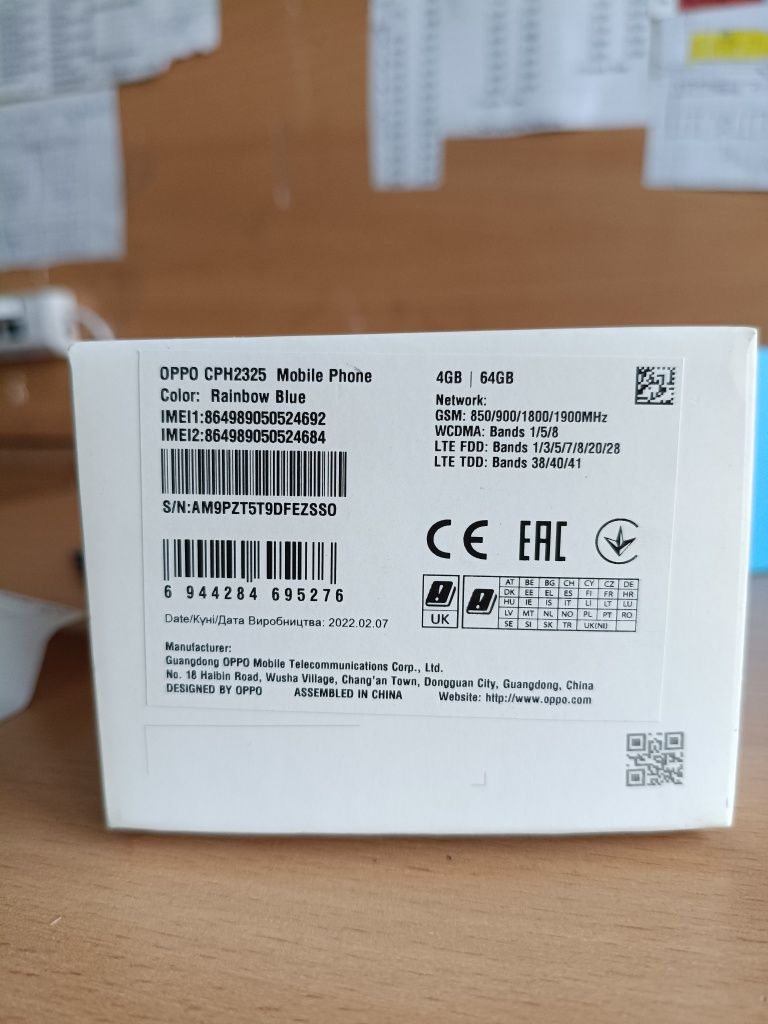 OPPO CPH2325 Mobile Phone
Color: Rainbow Blue
IMEI1:864989050524692
IMEI2:864989050524684
S/N:AM9PZT5T9DFEZSSO
6 944284 695276
Date/Күні/Дата Виробництва: 2022.02.07
4GB | 64GB
Network:
GSM: 850/900/1800/1900MHz
WCDMA: Bands 1/5/8
LTE FDD: Bands 1/3/5/7/8/20/28
LTE TDD: Bands 38/40/41
CE EAC
UK
AT BE BG CH CY CZ DE
DK EE EL ES FI FR HR
HU IE IS IT LI LT LU
LV MT NL NO PL PT RO
SE SI SK TR UK(NI)
Manufacturer:
Guangdong OPPO Mobile Telecommunications Corp., Ltd.
No. 18 Haibin Road, Wusha Village, Chang'an Town, Dongguan City, Guangdong, China
DESIGNED BY OPPO ASSEMBLED IN CHINA Website: http://www.oppo.com